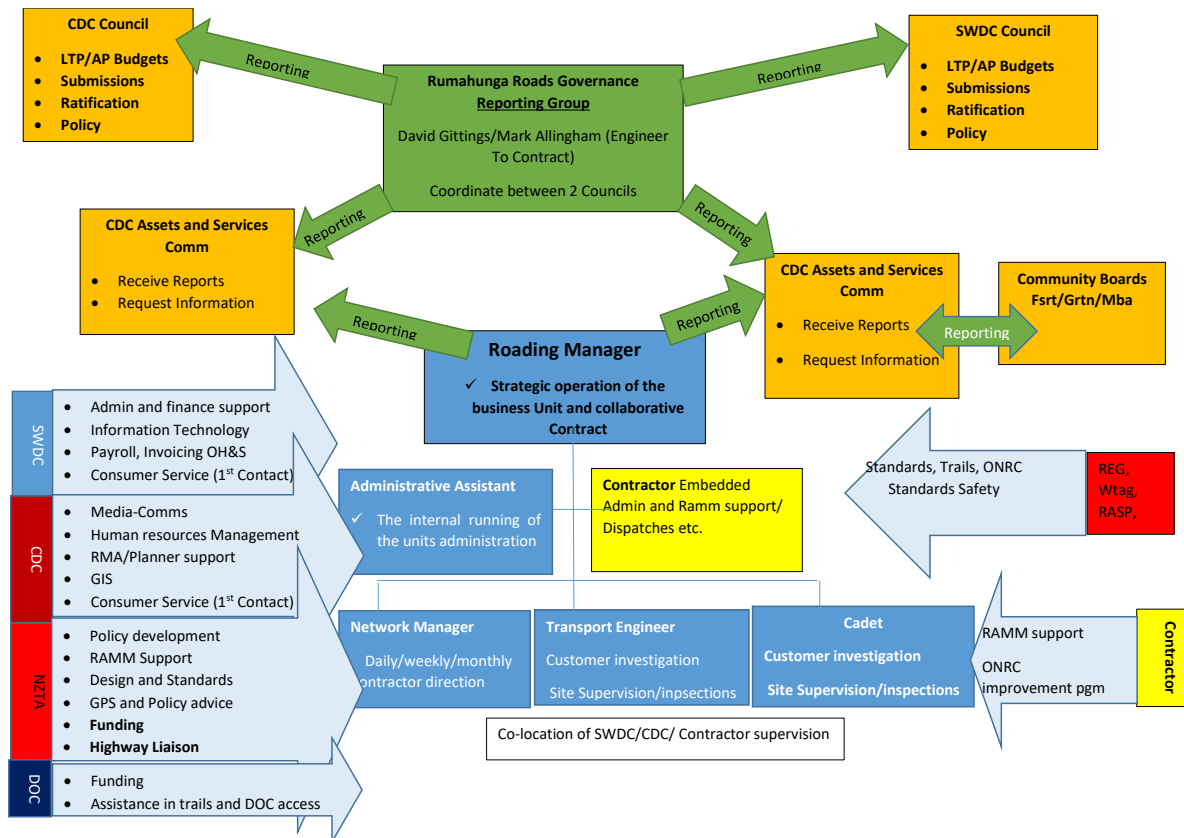 CDC Council
• LTP/AP Budgets
• Submissions
• Ratification
• Policy
Reporting
Rumahunga Roads Governance
Reporting Group
David Gittings/Mark Allingham (Engineer
To Contract)
Coordinate between 2 Councils
Reporting
SWDC Council
• LTP/AP Budgets
• Submissions
• Ratification
• Policy
Reporting
Reporting
CDC Assets and Services
Comm
• Receive Reports
• Request Information
Reporting
Reporting
CDC Assets and Services
Comm
• Receive Reports
• Request Information
Reporting
Community Boards
Fsrt/Grtn/Mba
Roading Manager
✓ Strategic operation of the
business Unit and collaborative
Contract
SWDC
• Admin and finance support
• Information Technology
• Payroll, Invoicing OH&S
• Consumer Service (1st Contact)
CDC
• Media-Comms
• Human resources Management
• RMA/Planner support
• GIS
• Consumer Service (1st Contact)
NZTA
• Policy development
• RAMM Support
• Design and Standards
• GPS and Policy advice
• Funding
• Highway Liaison
DOC
• Funding
• Assistance in trails and DOC access
Administrative Assistant
✓ The internal running of
the units administration
Contractor Embedded
Admin and Ramm support/
Dispatches etc.
Standards, Trails, ONRC
Standards Safety
REG,
Wtag,
RASP,
Network Manager
Daily/weekly/monthly
ontractor direction
Transport Engineer
Customer investigation
Site Supervision/inpsections
Cadet
Customer investigation
Site Supervision/inspections
RAMM support
ONRC
improvement pgm
Contractor
Co-location of SWDC/CDC/ Contractor supervision